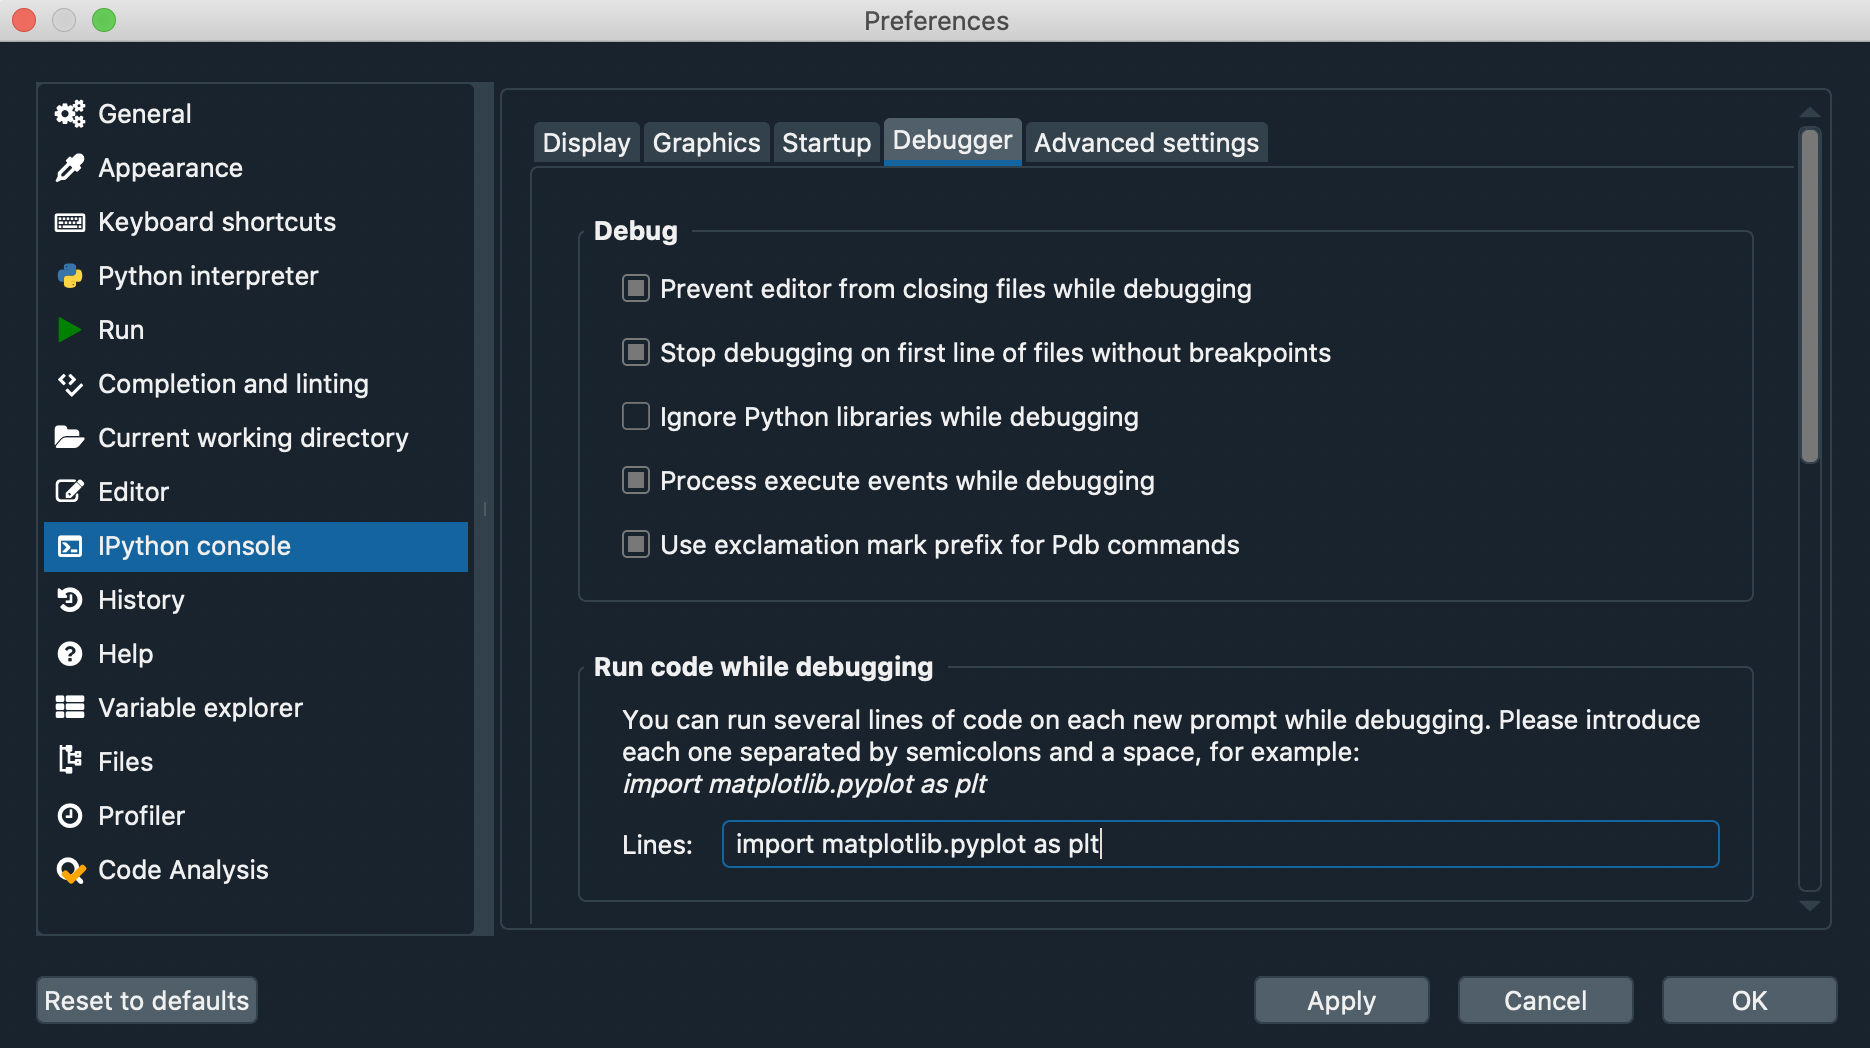 Preferences
General
Appearance
Keyboard shortcuts
Python interpreter
Run
Completion and linting
Current working directory
Editor
IPython console
History
Help
Variable explorer
Files
Profiler
Code Analysis
Display Graphics Startup Debugger Advanced settings
Debug
Prevent editor from closing files while debugging
Stop debugging on first line of files without breakpoints
Ignore Python libraries while debugging
Process execute events while debugging
Use exclamation mark prefix for Pdb commands
Run code while debugging
You can run several lines of code on each new prompt while debugging. Please introduce
each one separated by semicolons and a space, for example:
import matplotlib.pyplot as plt
Lines: import matplotlib.pyplot as plt
Reset to defaults Apply Cancel OK